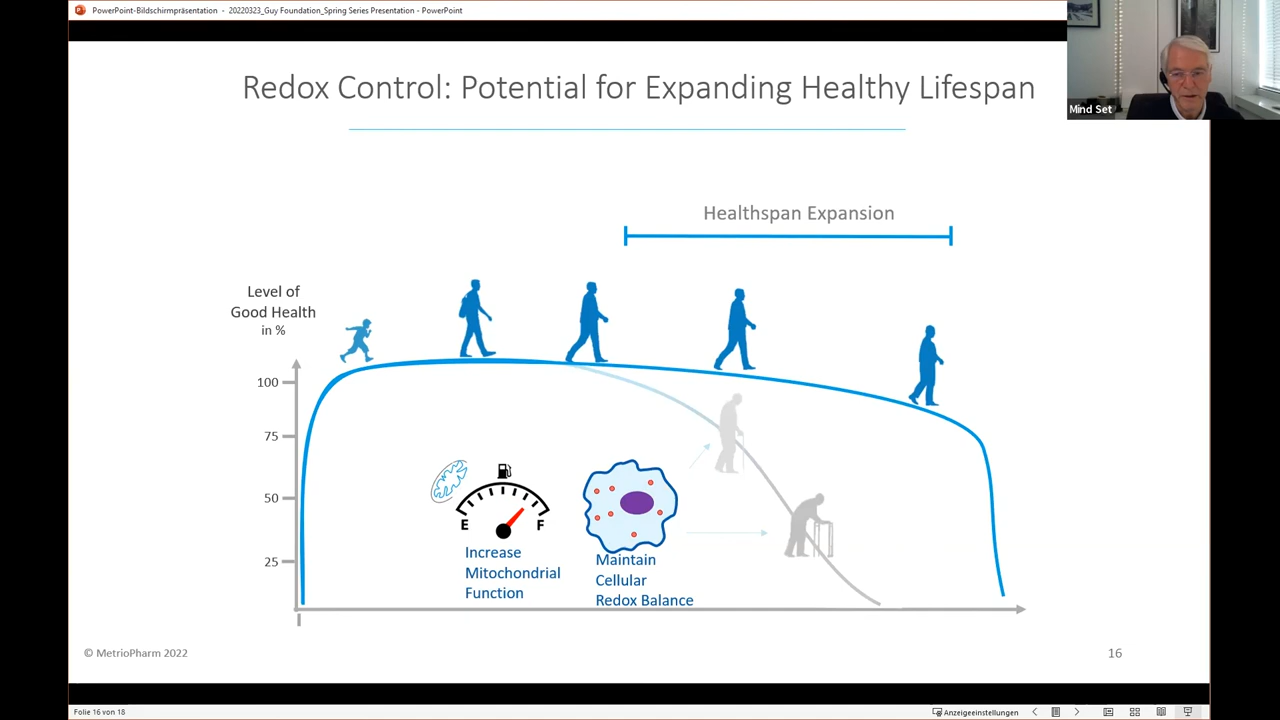 PowerPoint-Bildschirmpräsentation - 20220323_Guy Foundation_Spring Series Presentation - PowerPoint
Mind Set
Redox Control: Potential for Expanding Healthy Lifespan
Healthspan Expansion
Level of
Good Health
in %
100
75
50
25
E
F
Increase
Mitochondrial
Function
Maintain
Cellular
Redox Balance
© MetrioPharm 2022
16
Folie 16 von 18
Anzeigeeinstellungen